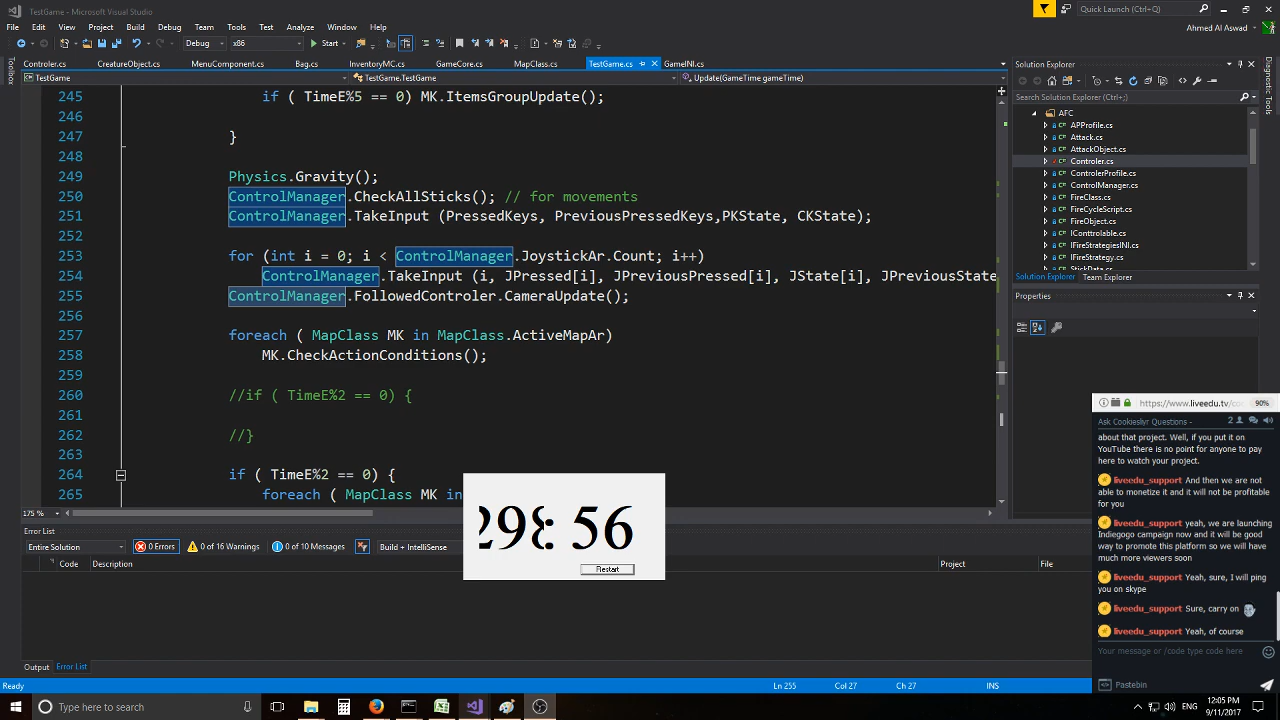 TestGame - Microsoft Visual Studio
Quick Launch (Ctrl+Q)
File Edit View Project Build Debug Team Tools Test Analyze Window Help
Ahmed Al Aswad
Debug x86 Start
Controler.cs CreatureObject.cs MenuComponent.cs Bag.cs InventoryMC.cs GameCore.cs MapClass.cs TestGame.cs GameINI.cs
TestGame TestGame.TestGame Update(GameTime gameTime)
Toolbox
245 if ( TimeE%5 == 0) MK.ItemsGroupUpdate();
246
247 }
248
249 Physics.Gravity();
250 ControlManager.CheckAllSticks(); // for movements
251 ControlManager.TakeInput (PressedKeys, PreviousPressedKeys,PKState, CKState);
252
253 for (int i = 0; i < ControlManager.JoystickAr.Count; i++)
254 ControlManager.TakeInput (i, JPressed[i], JPreviousPressed[i], JState[i], JPreviousState
255 ControlManager.FollowedControler.CameraUpdate();
256
257 foreach ( MapClass MK in MapClass.ActiveMapAr)
258 MK.CheckActionConditions();
259
260 //if ( TimeE%2 == 0) {
261
262 //}
263
264 if ( TimeE%2 == 0) {
265 foreach ( MapClass MK in
175 %
298: 56
Restart
Error List
Entire Solution 0 Errors 0 of 16 Warnings 0 of 10 Messages Build + IntelliSense
Code Description Project File
Output Error List
Ready Ln 255 Col 27 Ch 27 INS
Solution Explorer
Search Solution Explorer (Ctrl+;)
AFC
APProfile.cs
Attack.cs
AttackObject.cs
Controler.cs
ControlerProfile.cs
ControlManager.cs
FireClass.cs
FireCycleScript.cs
FireObject.cs
IConttrolable.cs
IFireStrategiesINI.cs
IFireStrategy.cs
StickData.cs
Solution Explorer Team Explorer
Properties
Diagnostic Tools
https://www.liveedu.tv/co 90%
Ask Cookiesliyr Questions - 2
about that project. Well, if you put it on
YouTube there is no point for anyone to pay
here to watch your project.
liveedu_support And then we are not
able to monetize it and it will not be profitable
for you
liveedu_support yeah, we are launching
Indiegogo campaign now and it will be good
way to promote this platform so we will have
much more viewers soon
liveedu_support Yeah, sure, I will ping
you on skype
liveedu_support Sure, carry on
liveedu_support Yeah, of course
Your message or /code type code here
Pastebin
Type here to search
ENG
12:05 PM
9/11/2017